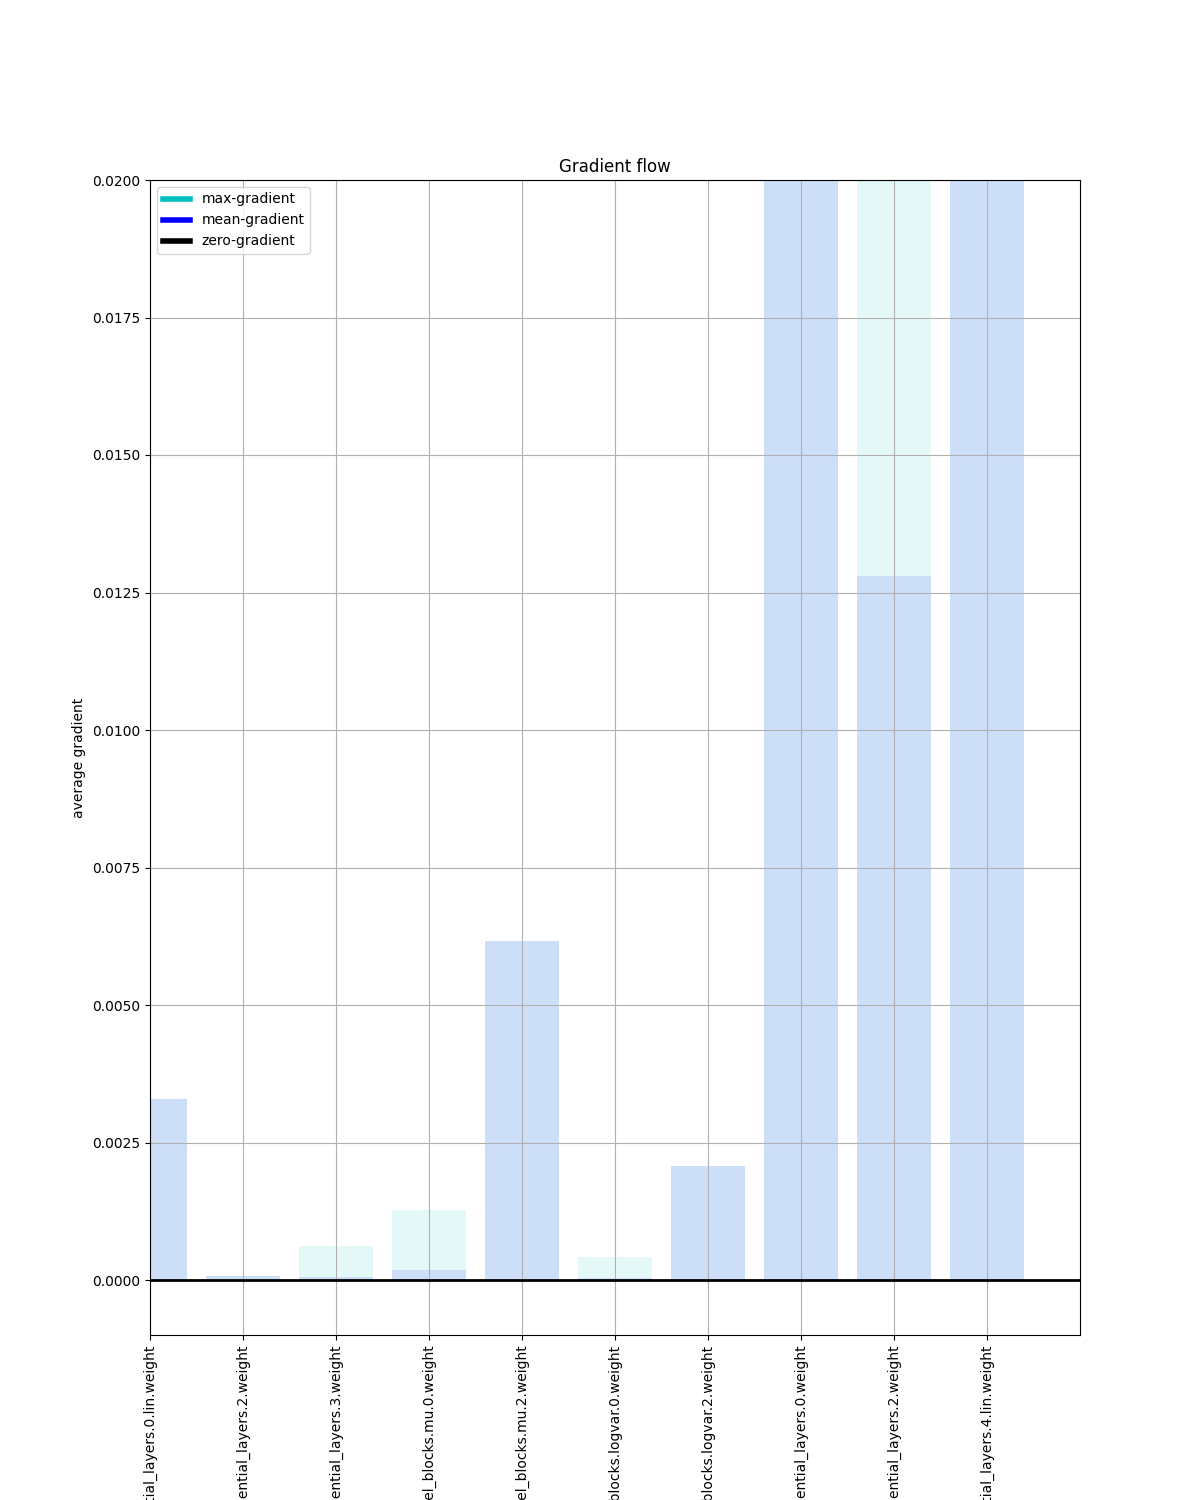 Gradient flow
max-gradient
mean-gradient
zero-gradient
0.0200
0.0175
0.0150
0.0125
0.0100
0.0075
0.0050
0.0025
0.0000
average gradient
tial_layers.0.lin.weight
ential_layers.2.weight
ential_layers.3.weight
el_blocks.mu.0.weight
el_blocks.mu.2.weight
blocks.logvar.0.weight
blocks.logvar.2.weight
ential_layers.0.weight
ential_layers.2.weight
tial_layers.4.lin.weight